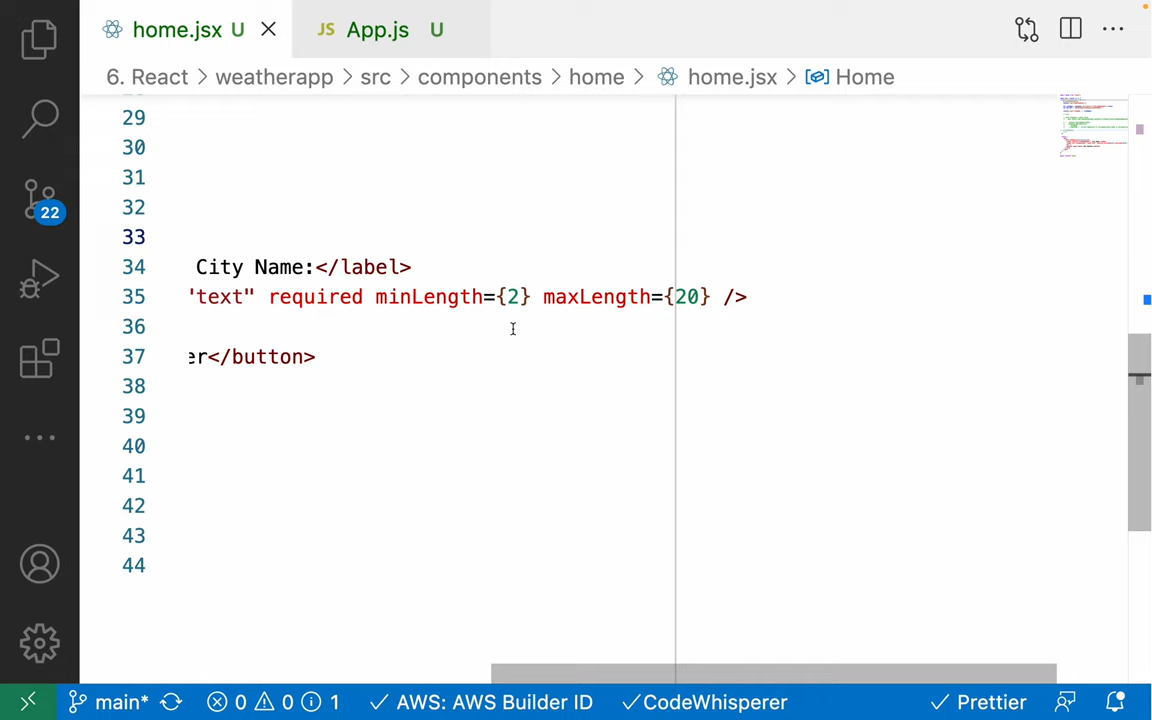 home.jsx U JS App.js U
6. React > weatherapp > src > components > home > home.jsx > Home
29
30
31
32
33
34 City Name:</label>
35 "text" required minLength={2} maxLength={20} />
36
37 er</button>
38
39
40
41
42
43
44
22
main* 0 0 1 AWS: AWS Builder ID CodeWhisperer Prettier